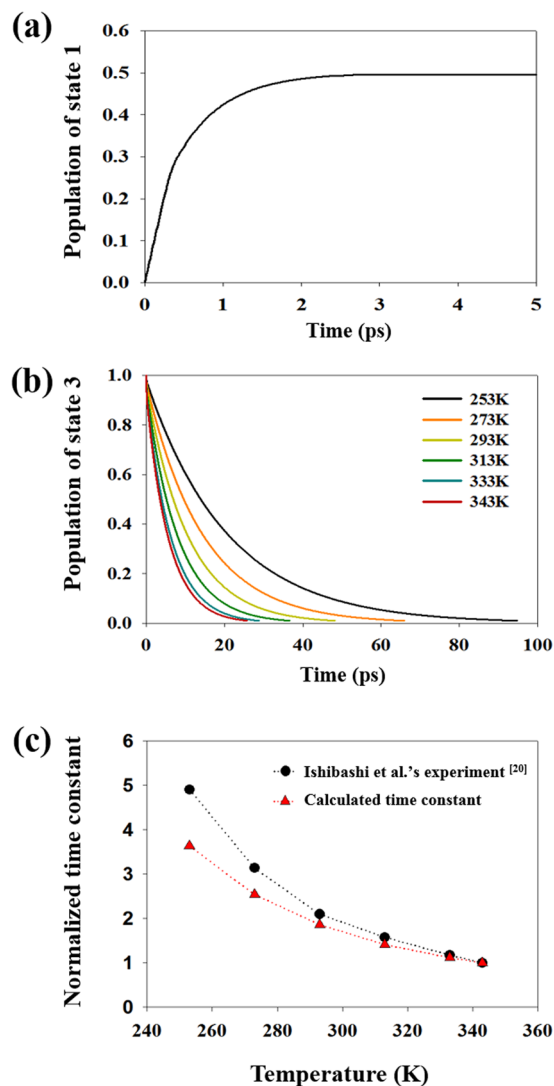 (a)
Population of state 1
0.6
0.5
0.4
0.3
0.2
0.1
0.0
0 1 2 3 4 5
Time (ps)
(b)
Population of state 3
1.0
0.8
0.6
0.4
0.2
0.0
253K
273K
293K
313K
333K
343K
0 20 40 60 80 100
Time (ps)
(c)
Normalized time constant
6
5
4
3
2
1
0
Ishibashi et al.'s experiment [20]
Calculated time constant
240 260 280 300 320 340 360
Temperature (K)